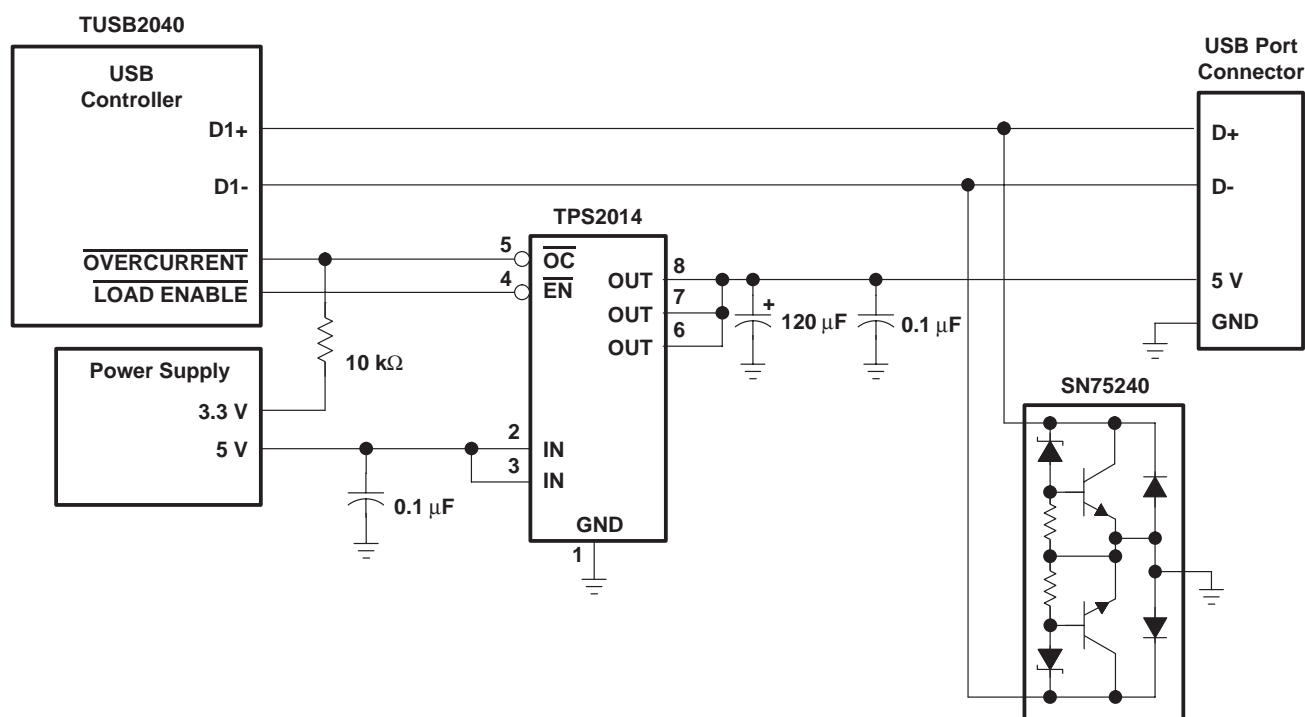 TUSB2040
USB
Controller
D1+
D1-
OVERCURRENT
LOAD ENABLE
Power Supply
3.3 V
5 V
10 kΩ
0.1 μF
TPS2014
5
OC
4
EN
2
IN
3
IN
GND
1
OUT
8
OUT
7
OUT
6
+
120 μF
0.1 μF
USB Port
Connector
D+
D-
5 V
GND
SN75240